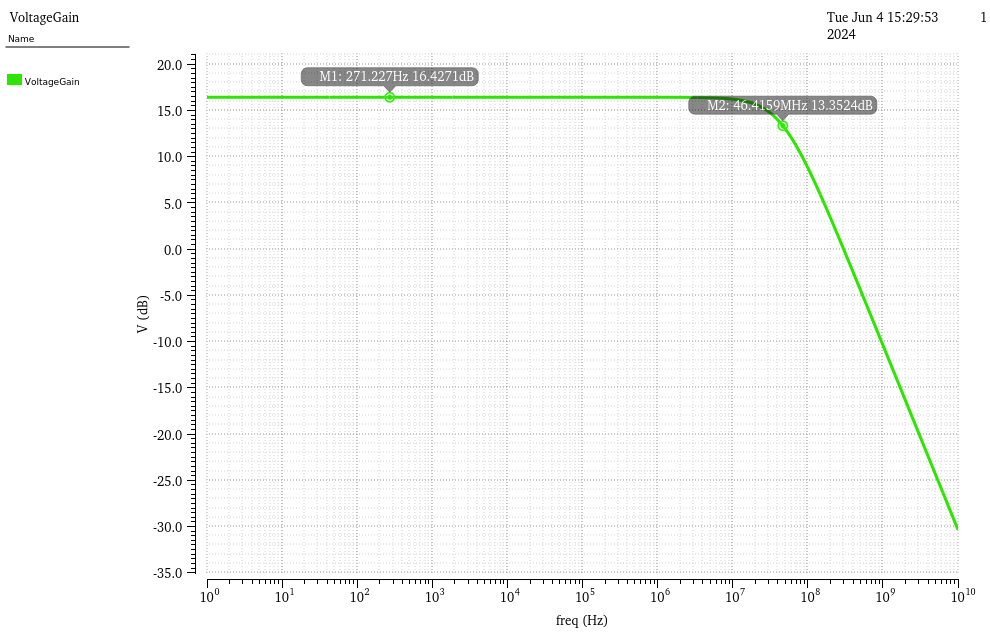 VoltageGain
Tue Jun 4 15:29:53 1
2024
Name
VoltageGain
M1: 271.227Hz 16.4271dB
M2: 46.4159MHz 13.3524dB
20.0
15.0
10.0
5.0
0.0
-5.0
-10.0
-15.0
-20.0
-25.0
-30.0
-35.0
V (dB)
10⁰ 10¹ 10² 10³ 10⁴ 10⁵ 10⁶ 10⁷ 10⁸ 10⁹ 10¹⁰
freq (Hz)